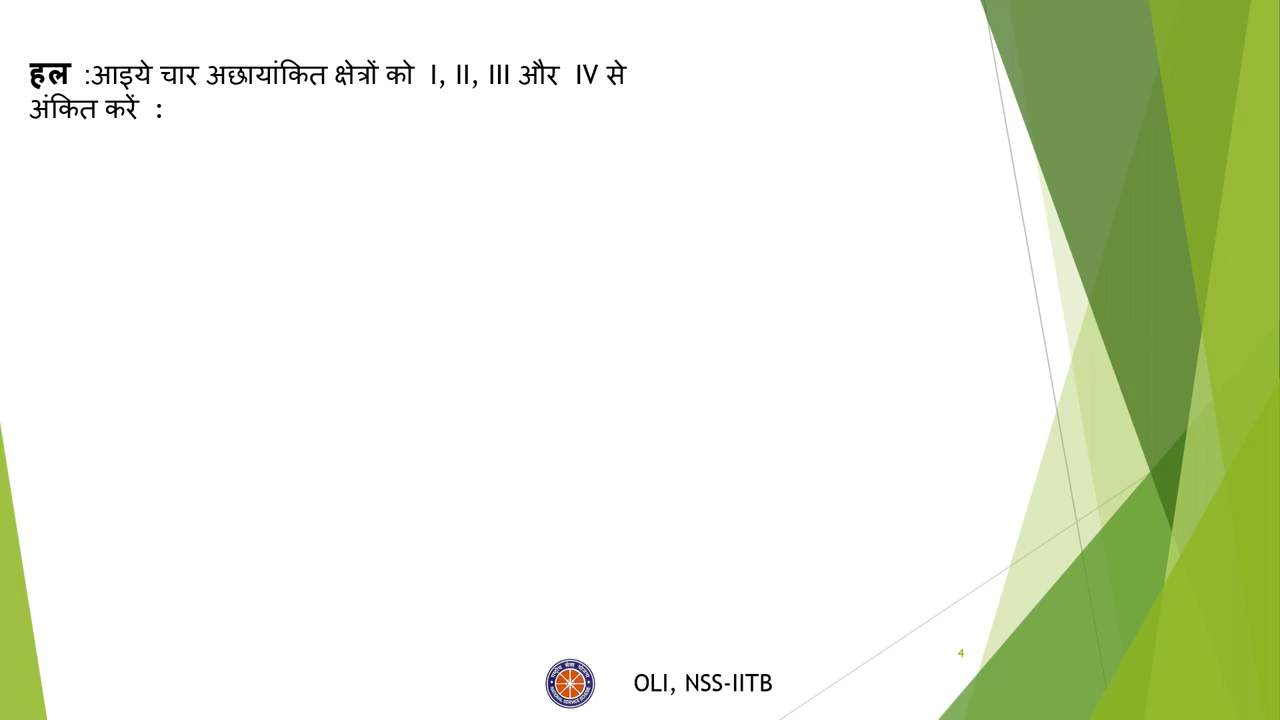 हल :आइये चार अछायांकित क्षेत्रों को I, II, III और IV से
अंकित करें :
4
OLI, NSS-IITB